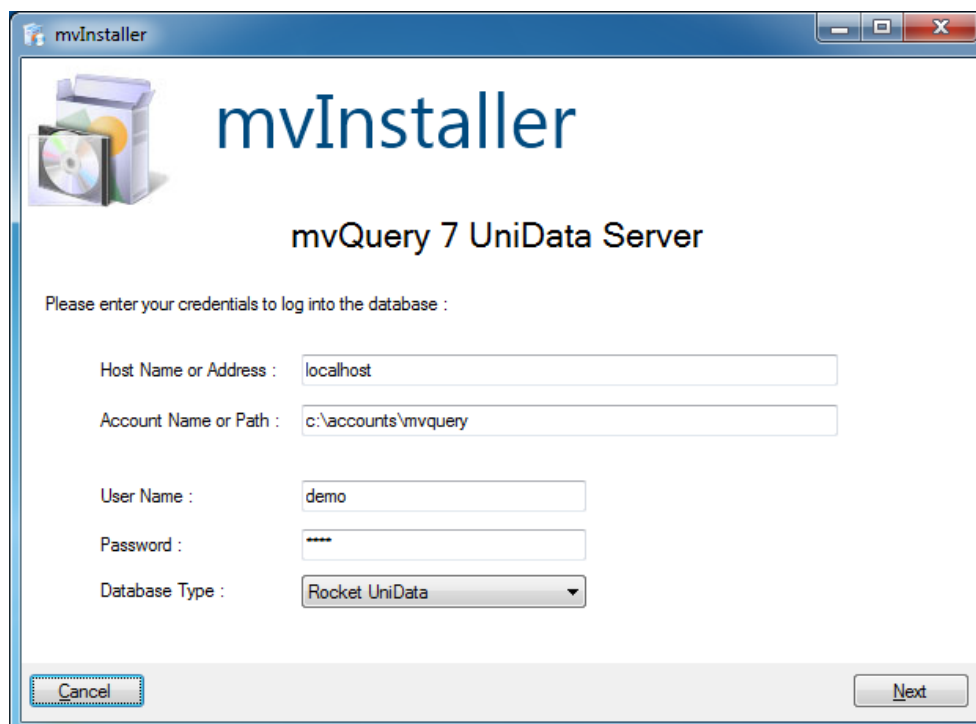 mvInstaller
mvInstaller
mvQuery 7 UniData Server
Please enter your credentials to log into the database :
Host Name or Address : localhost
Account Name or Path : c:\accounts\mvquery
User Name : demo
Password : ****
Database Type : Rocket UniData
Cancel Next